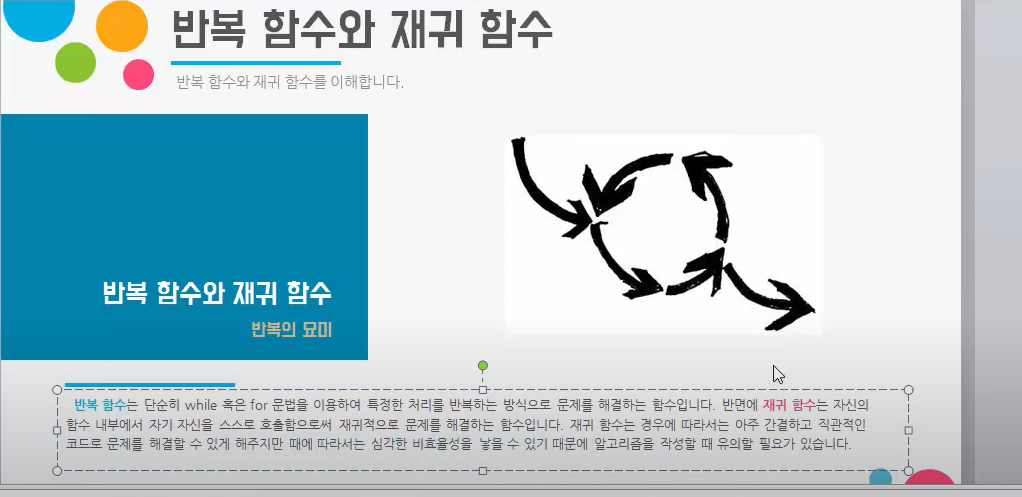 반복 함수와 재귀 함수
반복 함수와 재귀 함수를 이해합니다.
반복 함수와 재귀 함수
반복의 묘미
반복 함수는 단순히 while 혹은 for 문법을 이용하여 특정한 처리를 반복하는 방식으로 문제를 해결하는 함수입니다. 반면에 재귀 함수는 자신의
함수 내부에서 자기 자신을 스스로 호출함으로써 재귀적으로 문제를 해결하는 함수입니다. 재귀 함수는 경우에 따라서는 아주 간결하고 직관적인
코드로 문제를 해결할 수 있게 해주지만 때에 따라서는 심각한 비효율성을 낳을 수 있기 때문에 알고리즘을 작성할 때 유의할 필요가 있습니다.